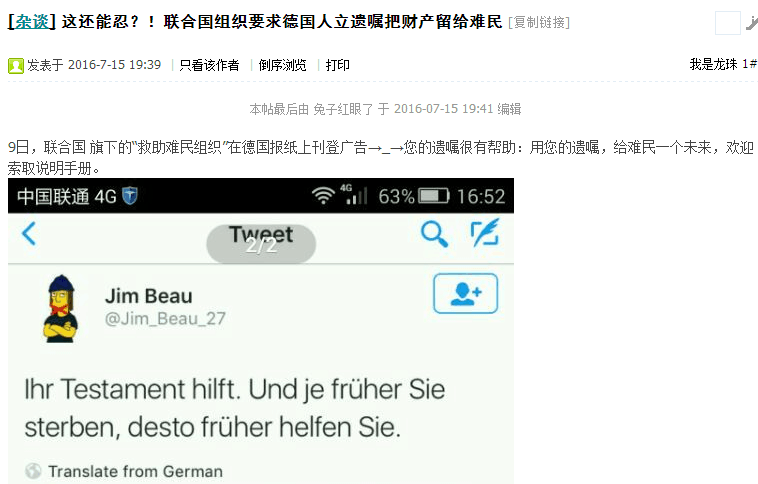 [杂谈] 这还能忍？！联合国组织要求德国人立遗嘱把财产留给难民 [复制链接]
发表于 2016-7-15 19:39 | 只看该作者 | 倒序浏览 | 打印 我是龙珠 1#
本帖最后由 兔子红眼了 于 2016-07-15 19:41 编辑
9日，联合国 旗下的“救助难民组织”在德国报纸上刊登广告→_→您的遗嘱很有帮助：用您的遗嘱，给难民一个未来，欢迎
索取说明手册。
中国联通 4G 4G 63% 16:52
Tweet
2/2
Jim Beau
@Jim_Beau_27
Ihr Testament hilft. Und je früher Sie
sterben, desto früher helfen Sie.
Translate from German